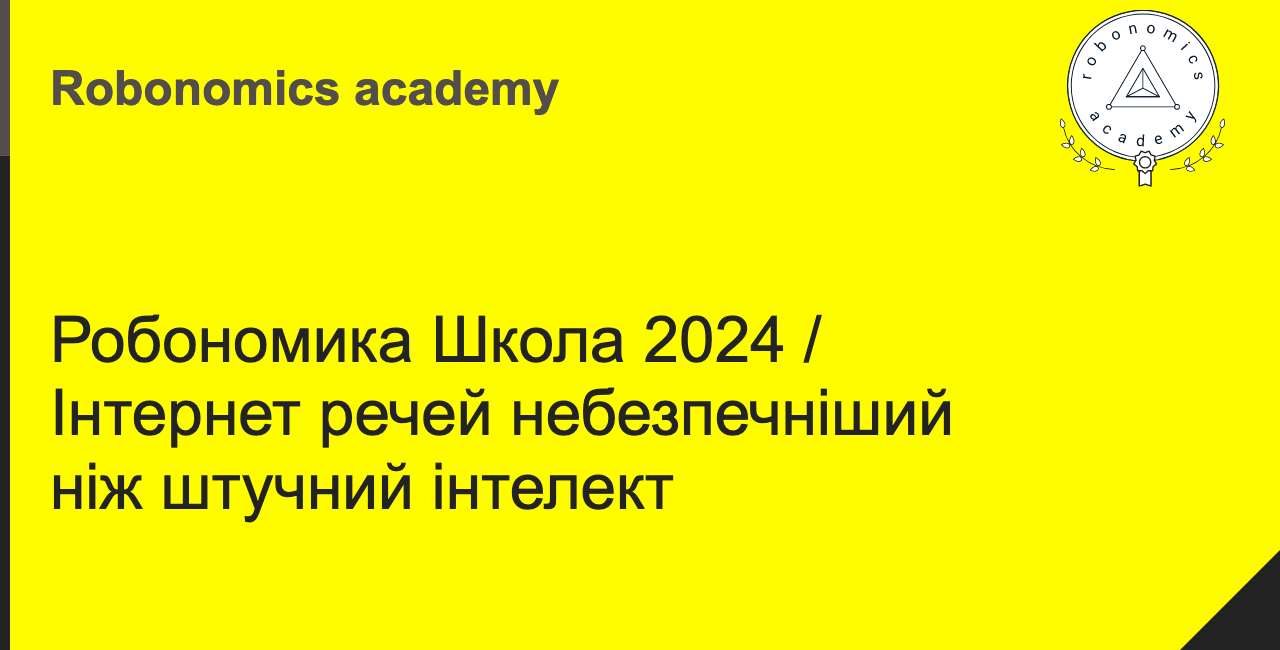 Robonomics academy
robonomics
academy
Робономика Школа 2024 /
Інтернет речей небезпечніший
ніж штучний інтелект